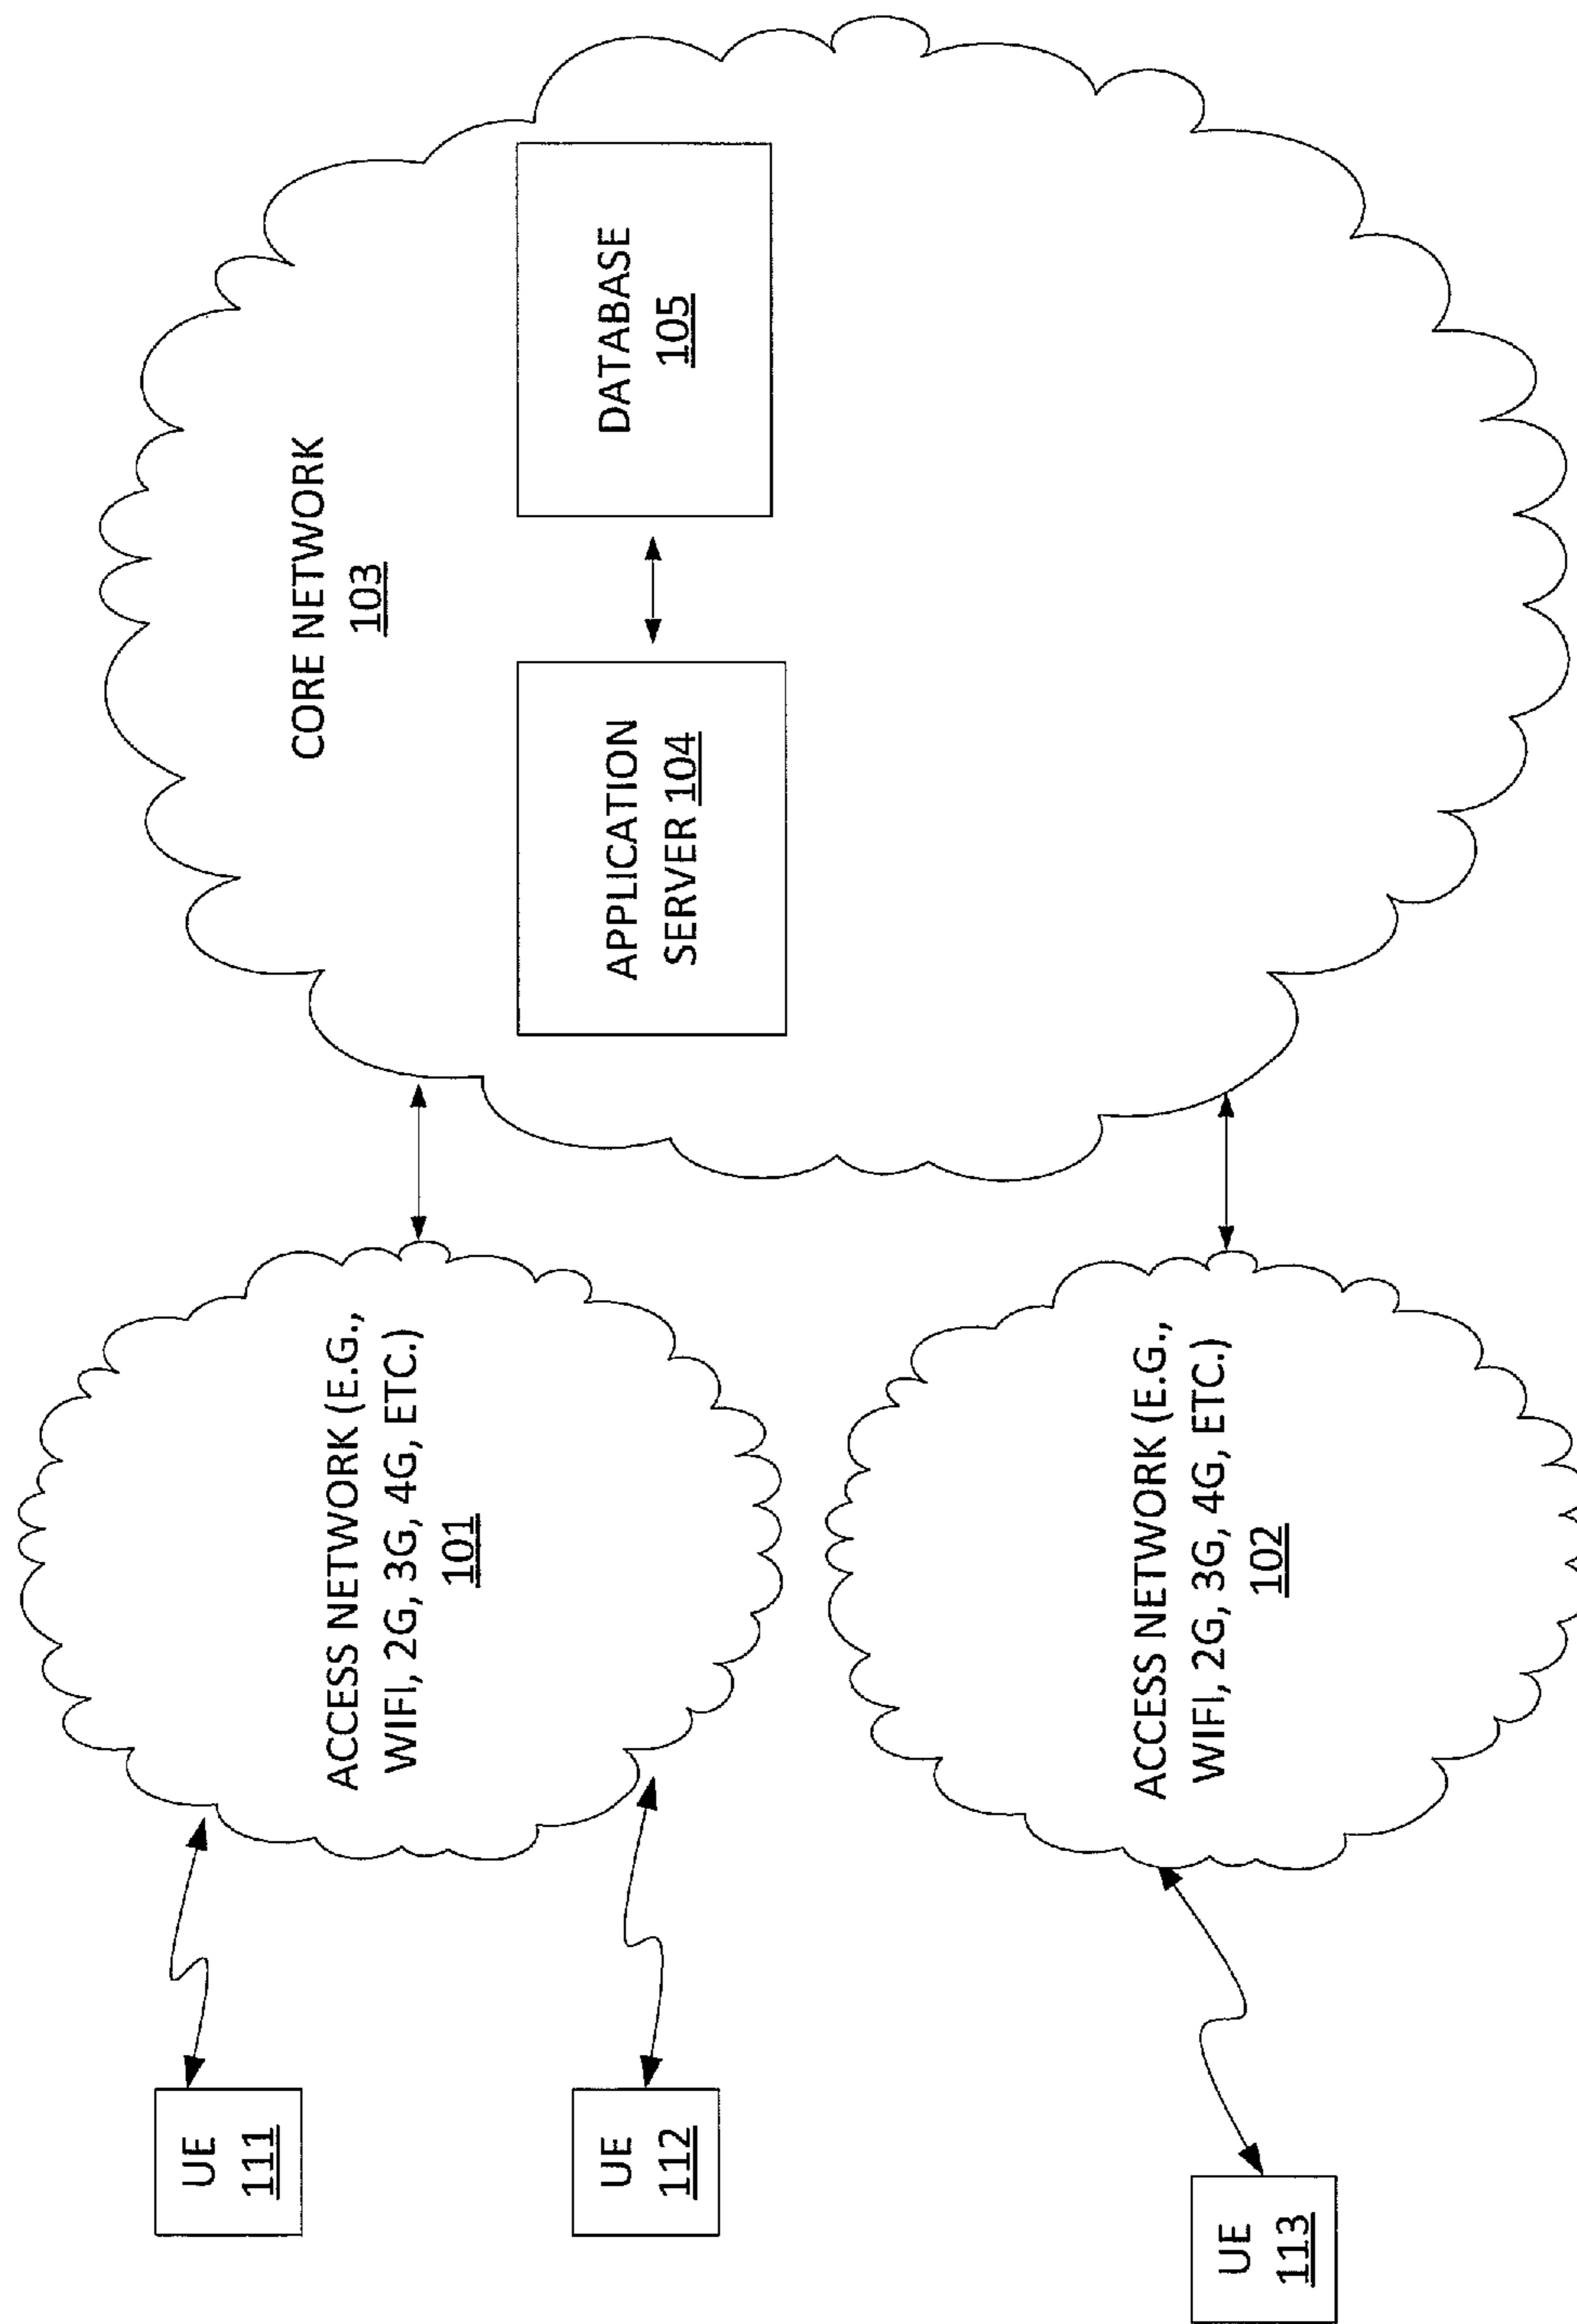 CORE NETWORK
103
APPLICATION
SERVER 104
DATABASE
105
ACCESS NETWORK (E.G.,
WIFI, 2G, 3G, 4G, ETC.)
101
ACCESS NETWORK (E.G.,
WIFI, 2G, 3G, 4G, ETC.)
102
UE
111
UE
112
UE
113